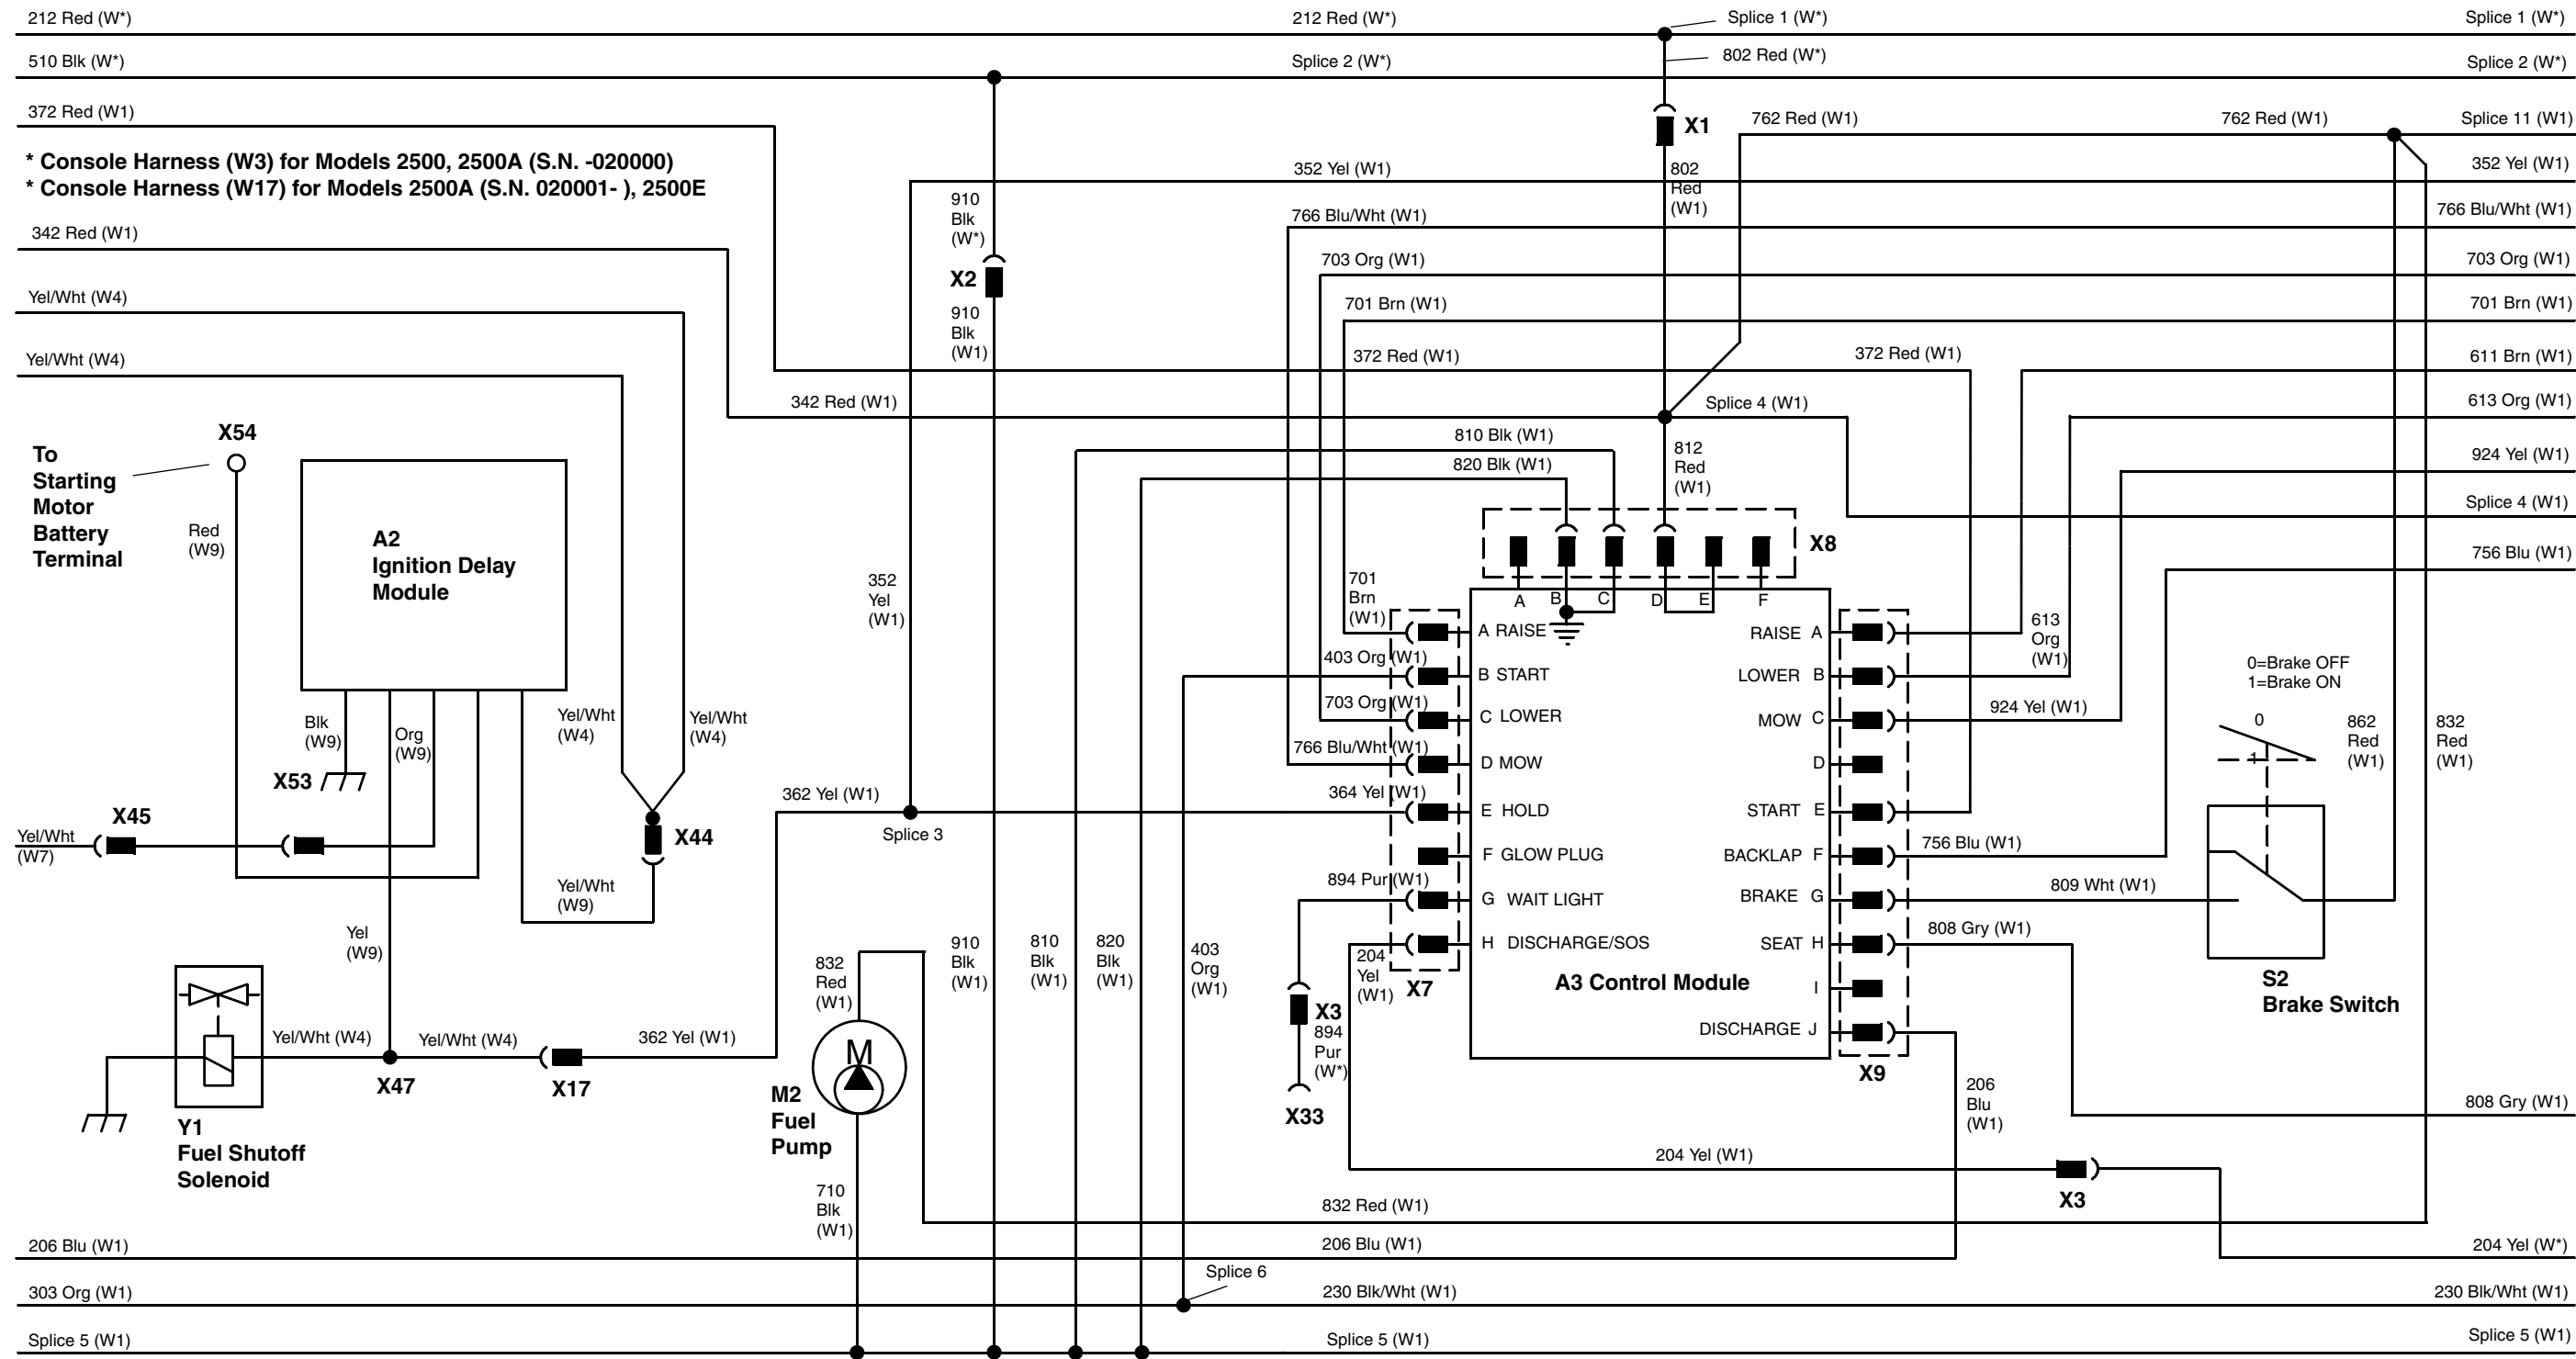 212 Red (W*)
212 Red (W*)
Splice 1 (W*)
Splice 1 (W*)
510 Blk (W*)
Splice 2 (W*)
802 Red (W*)
Splice 2 (W*)
372 Red (W1)
X1
762 Red (W1)
762 Red (W1)
Splice 11 (W1)
* Console Harness (W3) for Models 2500, 2500A (S.N. -020000)
* Console Harness (W17) for Models 2500A (S.N. 020001- ), 2500E
352 Yel (W1)
802
Red
(W1)
352 Yel (W1)
910
Blk
(W*)
766 Blu/Wht (W1)
766 Blu/Wht (W1)
342 Red (W1)
703 Org (W1)
703 Org (W1)
X2
Yel/Wht (W4)
701 Brn (W1)
701 Brn (W1)
910
Blk
(W1)
Yel/Wht (W4)
372 Red (W1)
372 Red (W1)
611 Brn (W1)
342 Red (W1)
Splice 4 (W1)
613 Org (W1)
X54
To
Starting
Motor
Battery
Terminal
810 Blk (W1)
820 Blk (W1)
812
Red
(W1)
924 Yel (W1)
Splice 4 (W1)
Red
(W9)
A2
Ignition Delay
Module
X8
756 Blu (W1)
352
Yel
(W1)
701
Brn
(W1)
A
B
C
D
E
F
A RAISE
RAISE A
613
Org
(W1)
403 Org (W1)
B START
LOWER B
0=Brake OFF
1=Brake ON
703 Org (W1)
C LOWER
MOW C
924 Yel (W1)
0
1
862
Red
(W1)
832
Red
(W1)
Blk
(W9)
Org
(W9)
Yel/Wht
(W4)
Yel/Wht
(W4)
766 Blu/Wht (W1)
D MOW
D
X53
362 Yel (W1)
364 Yel (W1)
E HOLD
START E
X45
Splice 3
Yel/Wht
(W7)
X44
F GLOW PLUG
BACKLAP F
756 Blu (W1)
Yel/Wht
(W9)
894 Pur (W1)
G WAIT LIGHT
BRAKE G
809 Wht (W1)
Yel
(W9)
832
Red
(W1)
910
Blk
(W1)
810
Blk
(W1)
820
Blk
(W1)
403
Org
(W1)
H DISCHARGE/SOS
SEAT H
808 Gry (W1)
204
Yel
(W1)
X7
A3 Control Module
I
S2
Brake Switch
X3
894
Pur
(W*)
DISCHARGE J
Yel/Wht (W4)
Yel/Wht (W4)
362 Yel (W1)
M
X47
X17
M2
Fuel
Pump
X33
X9
206
Blu
(W1)
808 Gry (W1)
Y1
Fuel Shutoff
Solenoid
204 Yel (W1)
X3
710
Blk
(W1)
832 Red (W1)
206 Blu (W1)
206 Blu (W1)
204 Yel (W*)
Splice 6
303 Org (W1)
230 Blk/Wht (W1)
230 Blk/Wht (W1)
Splice 5 (W1)
Splice 5 (W1)
Splice 5 (W1)